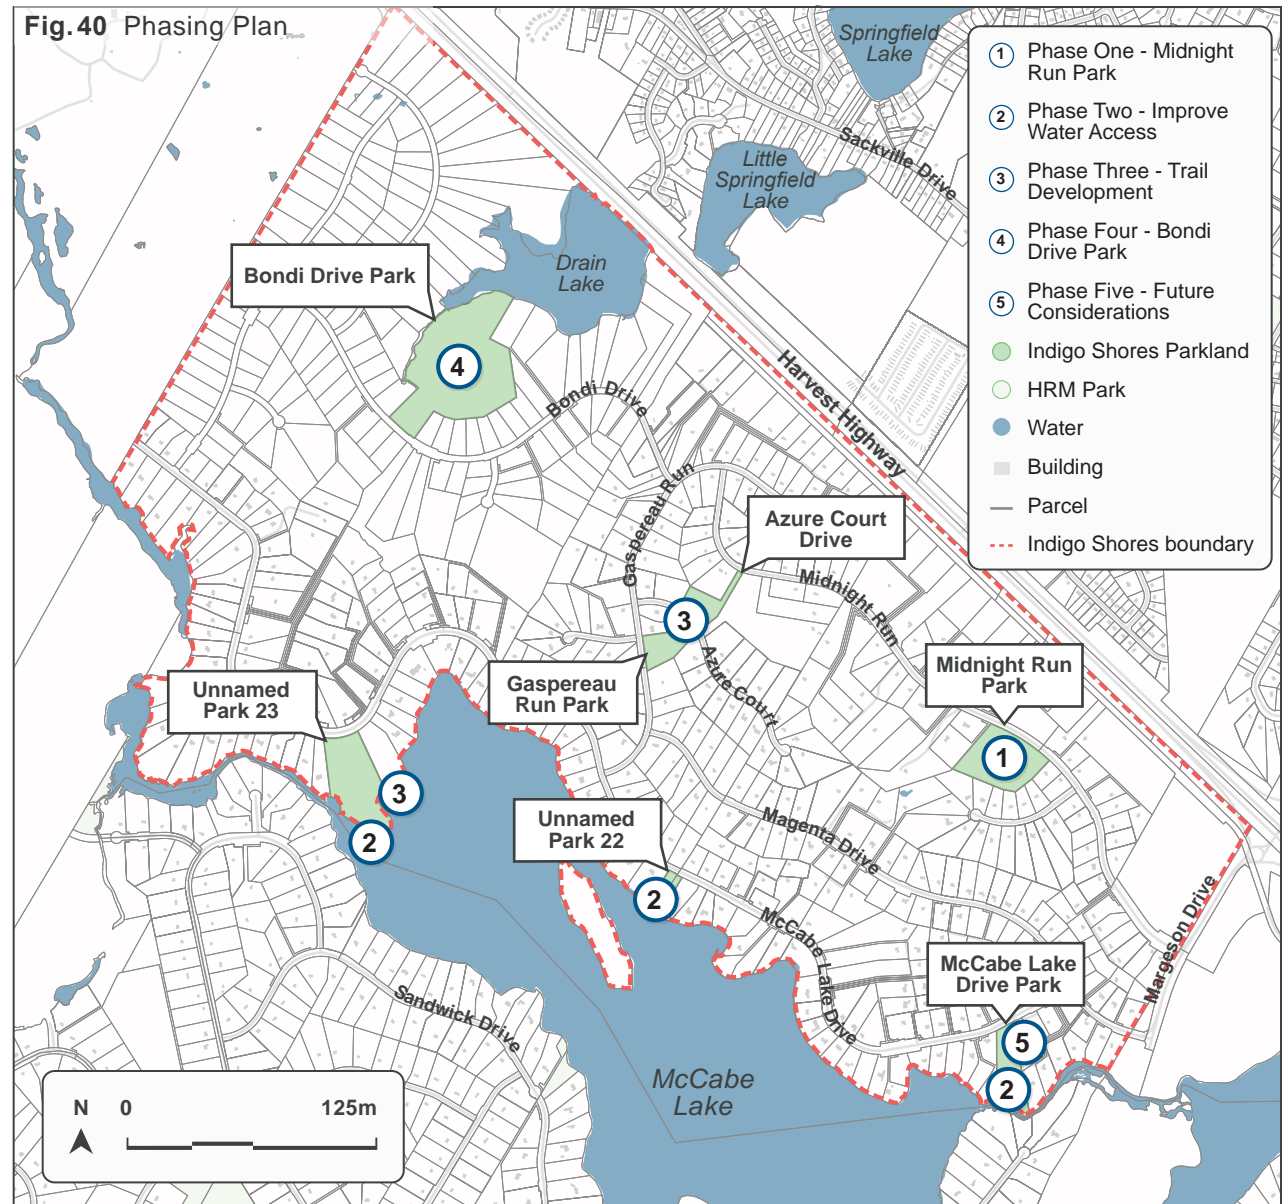 Fig. 40 Phasing Plan
Springfield
Lake
1 Phase One - Midnight
Run Park
2 Phase Two - Improve
Water Access
3 Phase Three - Trail
Development
4 Phase Four - Bondi
Drive Park
5 Phase Five - Future
Considerations
Indigo Shores Parkland
HRM Park
Water
Building
Parcel
Indigo Shores boundary
Sackville Drive
Little
Springfield
Lake
Drain
Lake
Bondi Drive Park
4
Bondi Drive
Harvest Highway
Gaspereau Run
Azure Court
Drive
Midnight Run
3
Azure Court
Gaspereau
Run Park
Midnight Run
Park
1
Unnamed
Park 23
3
2
Unnamed
Park 22
2
Magenta Drive
McCabe Lake Drive
Margeson Drive
McCabe Lake
Drive Park
5
2
Sandwick Drive
McCabe
Lake
N 0 125m